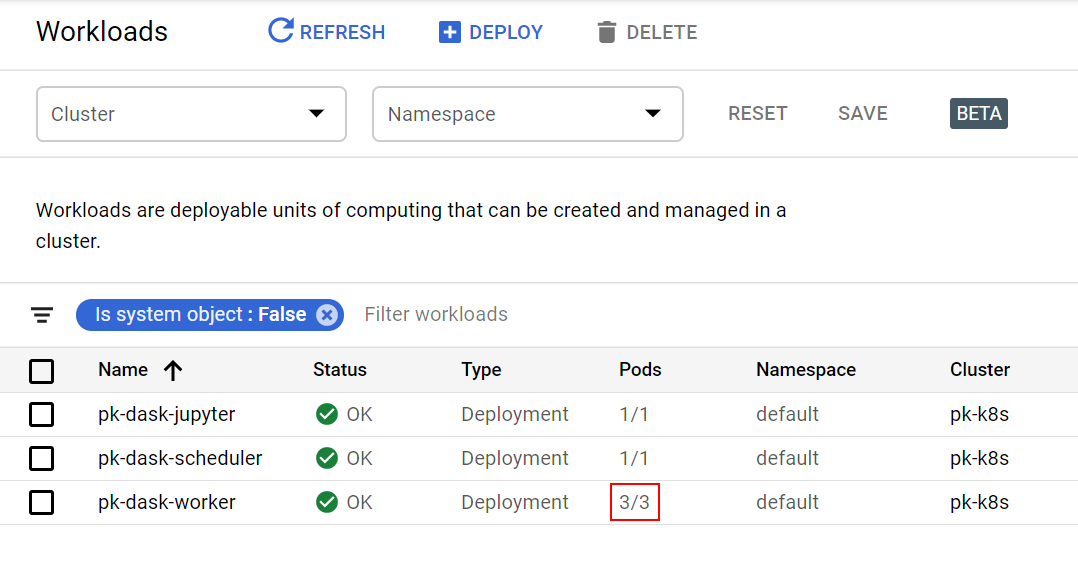 Workloads REFRESH DEPLOY DELETE
Cluster Namespace RESET SAVE BETA
Workloads are deployable units of computing that can be created and managed in a
cluster.
Is system object : False Filter workloads
Name Status Type Pods Namespace Cluster
pk-dask-jupyter OK Deployment 1/1 default pk-k8s
pk-dask-scheduler OK Deployment 1/1 default pk-k8s
pk-dask-worker OK Deployment 3/3 default pk-k8s